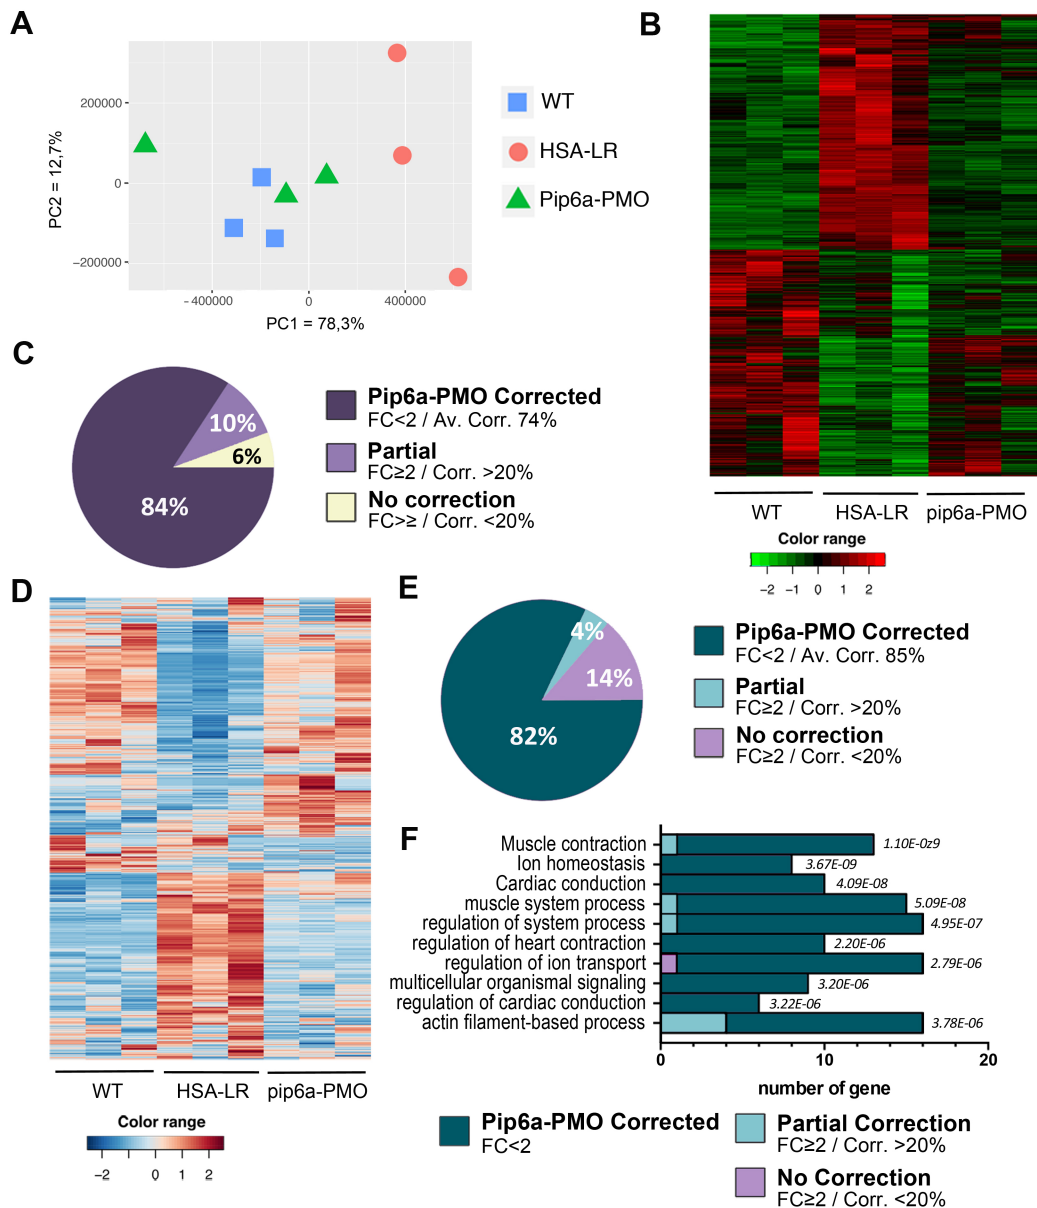 A
PC2 = 12,7%
200000
0
−200000
−400000
0
400000
PC1 = 78,3%
WT
HSA-LR
Pip6a-PMO
B
WT
HSA-LR
pip6a-PMO
Color range
−2 −1 0 1 2
C
10%
6%
84%
Pip6a-PMO Corrected
FC<2 / Av. Corr. 74%
Partial
FC≥2 / Corr. >20%
No correction
FC>≥ / Corr. <20%
D
WT
HSA-LR
pip6a-PMO
Color range
−2 0 1 2
E
4%
14%
82%
Pip6a-PMO Corrected
FC<2 / Av. Corr. 85%
Partial
FC≥2 / Corr. >20%
No correction
FC≥2 / Corr. <20%
F
Muscle contraction 1.10E-0z9
Ion homeostasis 3.67E-09
Cardiac conduction 4.09E-08
muscle system process 5.09E-08
regulation of system process 4.95E-07
regulation of heart contraction 2.20E-06
regulation of ion transport 2.79E-06
multicellular organismal signaling 3.20E-06
regulation of cardiac conduction 3.22E-06
actin filament-based process 3.78E-06
0 10 20
number of gene
Pip6a-PMO Corrected
FC<2
Partial Correction
FC≥2 / Corr. >20%
No Correction
FC≥2 / Corr. <20%